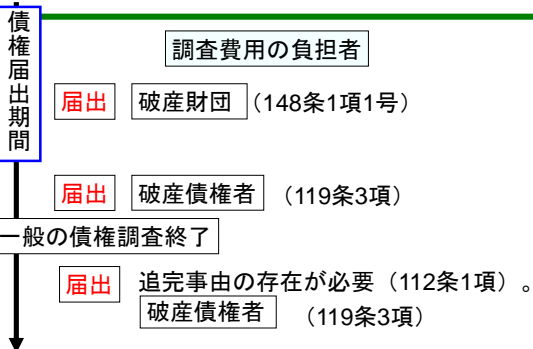 債権届出期間
調査費用の負担者
届出 破産財団 (148条1項1号)
届出 破産債権者 (119条3項)
一般の債権調査終了
届出 追完事由の存在が必要(112条1項)。
破産債権者 (119条3項)